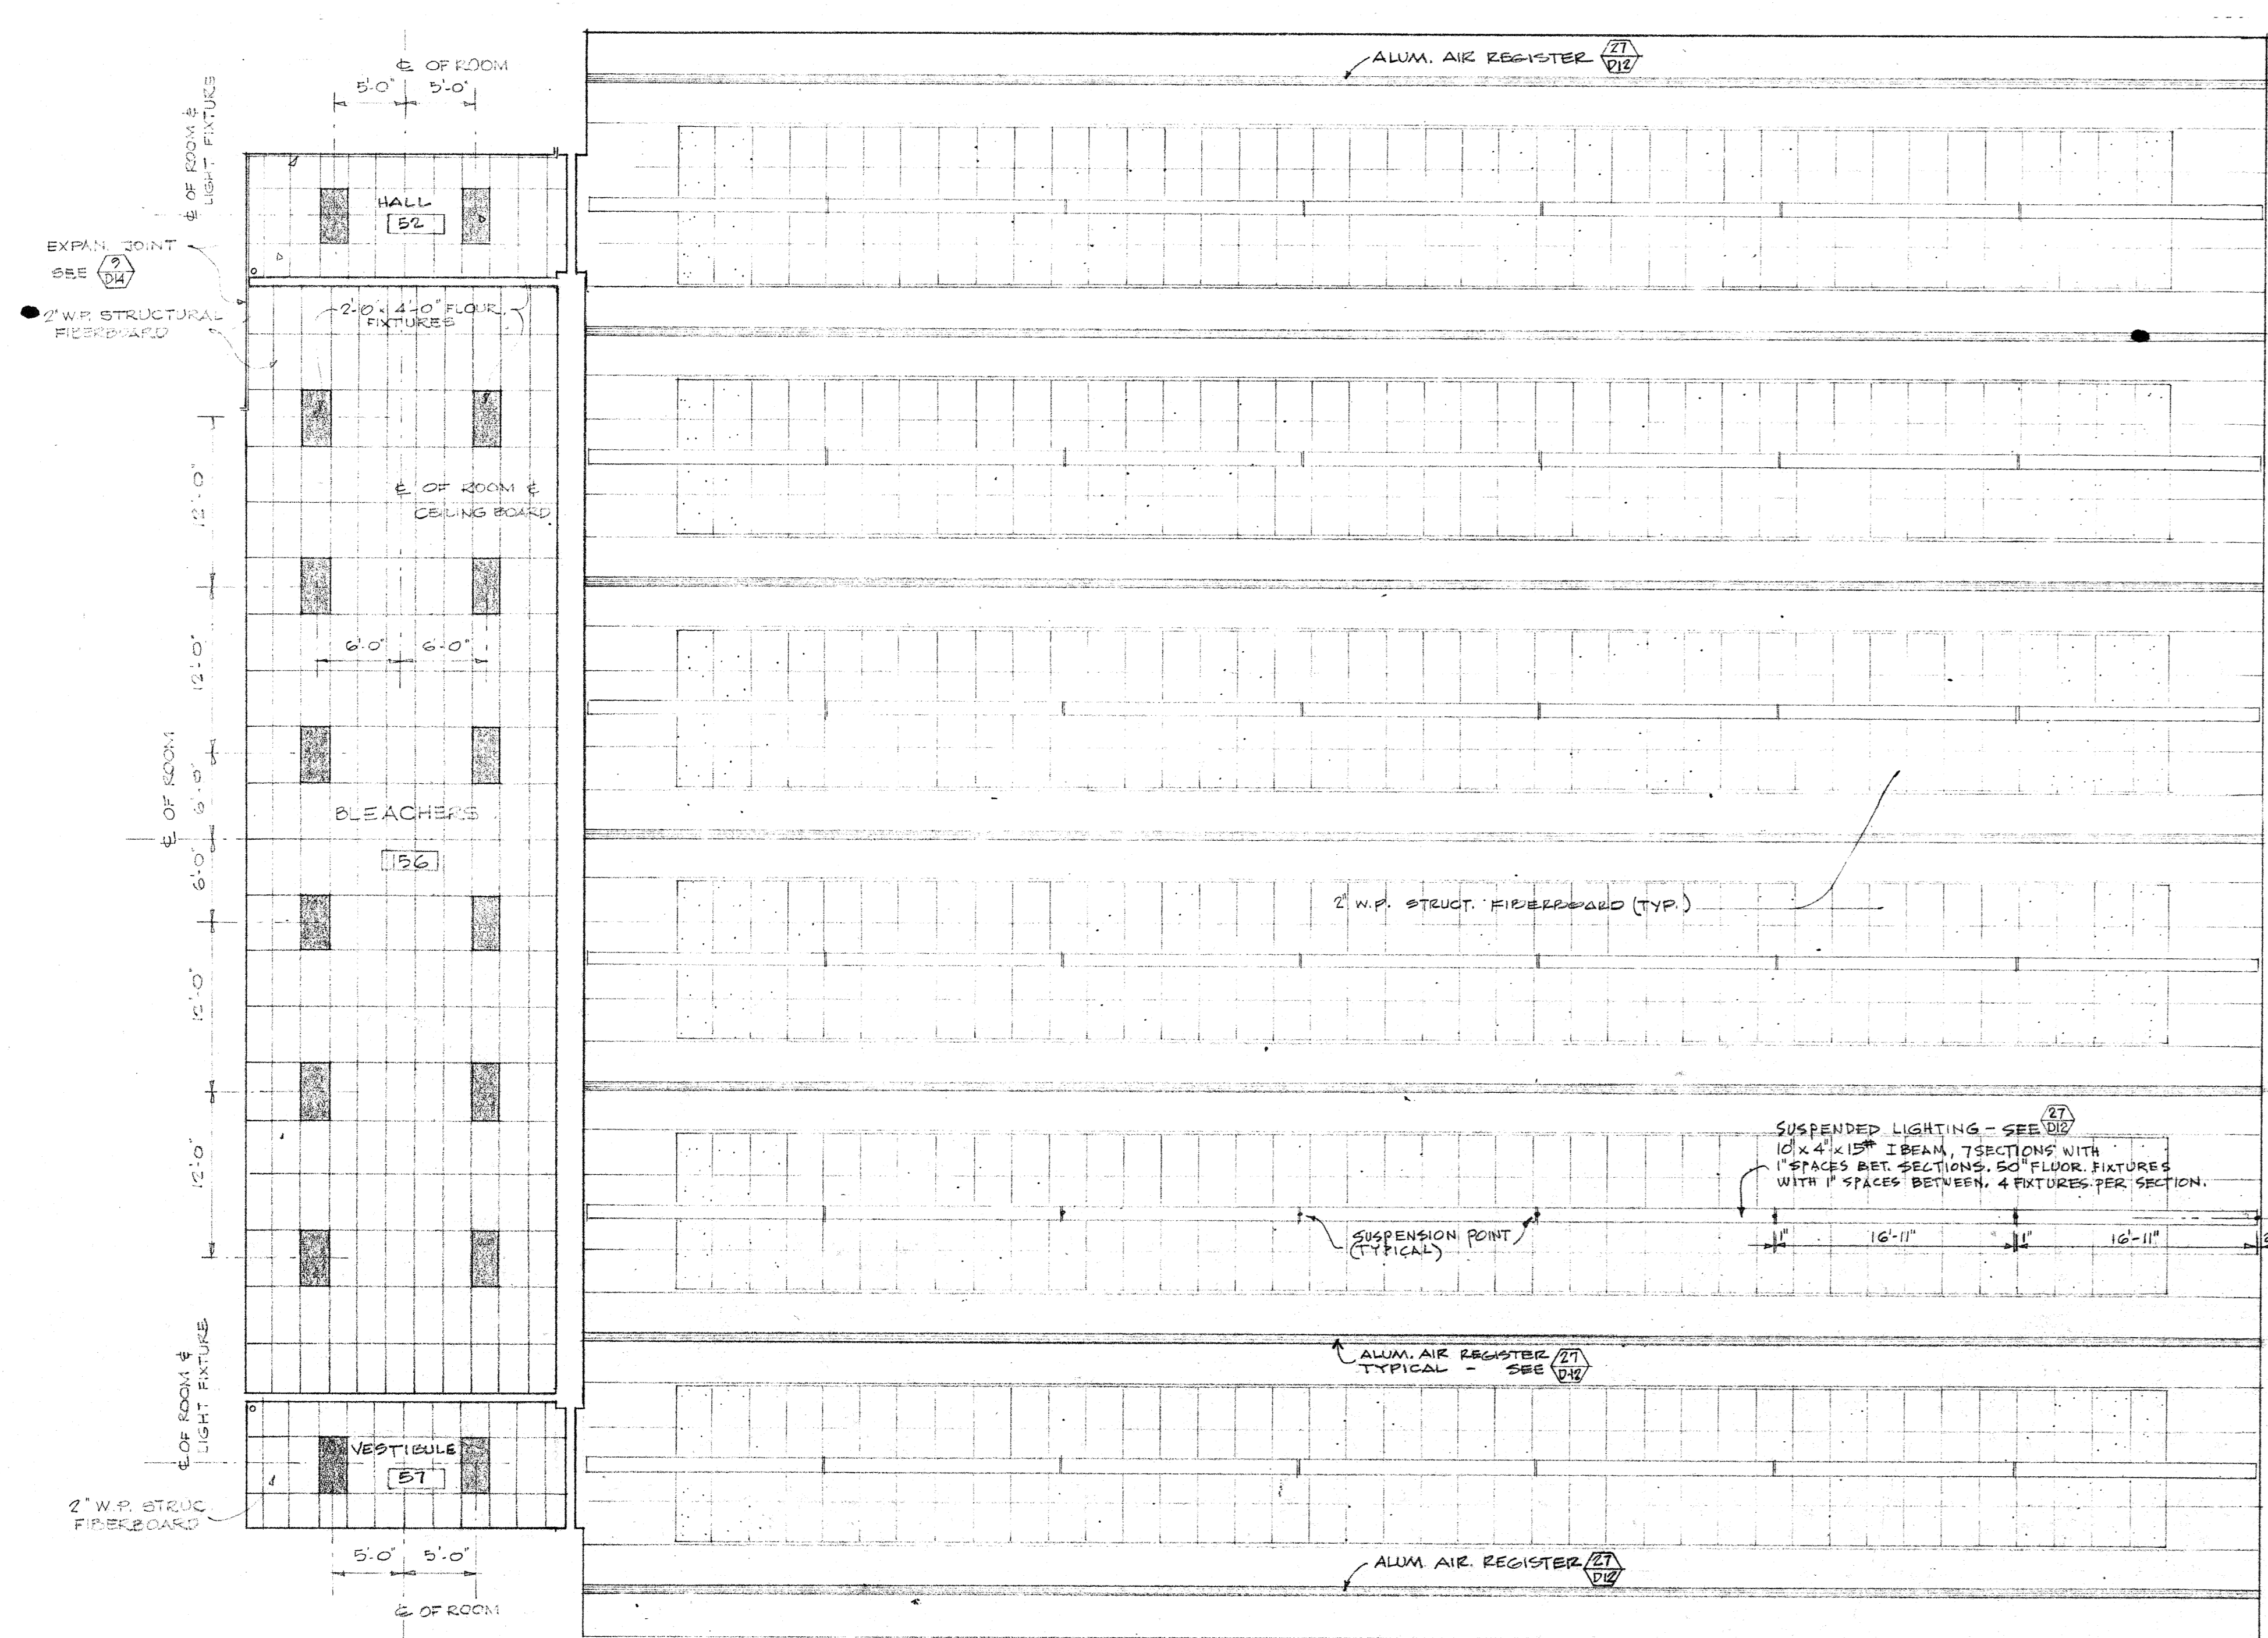 ℄ OF ROOM
5'-0" 5'-0"
℄ OF ROOM &
LIGHT FIXTURE
HALL
52
EXPAN. JOINT
SEE 9
D14
2" W.P. STRUCTURAL
FIBERBOARD
2'-0 x 4'-0" FLOUR.
FIXTURES
12'-0"
℄ OF ROOM &
CEILING BOARD
12'-0"
6'-0" 6'-0"
℄ OF ROOM
6'-0"
BLEACHERS
156
6'-0"
12'-0"
12'-0"
℄ OF ROOM &
LIGHT FIXTURE
VESTIBULE
57
2" W.P. STRUC.
FIBERBOARD
5'-0" 5'-0"
℄ OF ROOM
ALUM. AIR REGISTER 27
D12
2" W.P. STRUCT. FIBERBOARD (TYP.)
SUSPENDED LIGHTING - SEE 27
D12
10" x 4" x 15# I BEAM, 7 SECTIONS WITH
1" SPACES BET. SECTIONS. 50" FLUOR. FIXTURES
WITH 1" SPACES BETWEEN. 4 FIXTURES PER SECTION.
SUSPENSION POINT
(TYPICAL)
1" 16'-11" 1" 16'-11"
ALUM. AIR REGISTER 27
TYPICAL - SEE D12
ALUM. AIR. REGISTER 27
D12